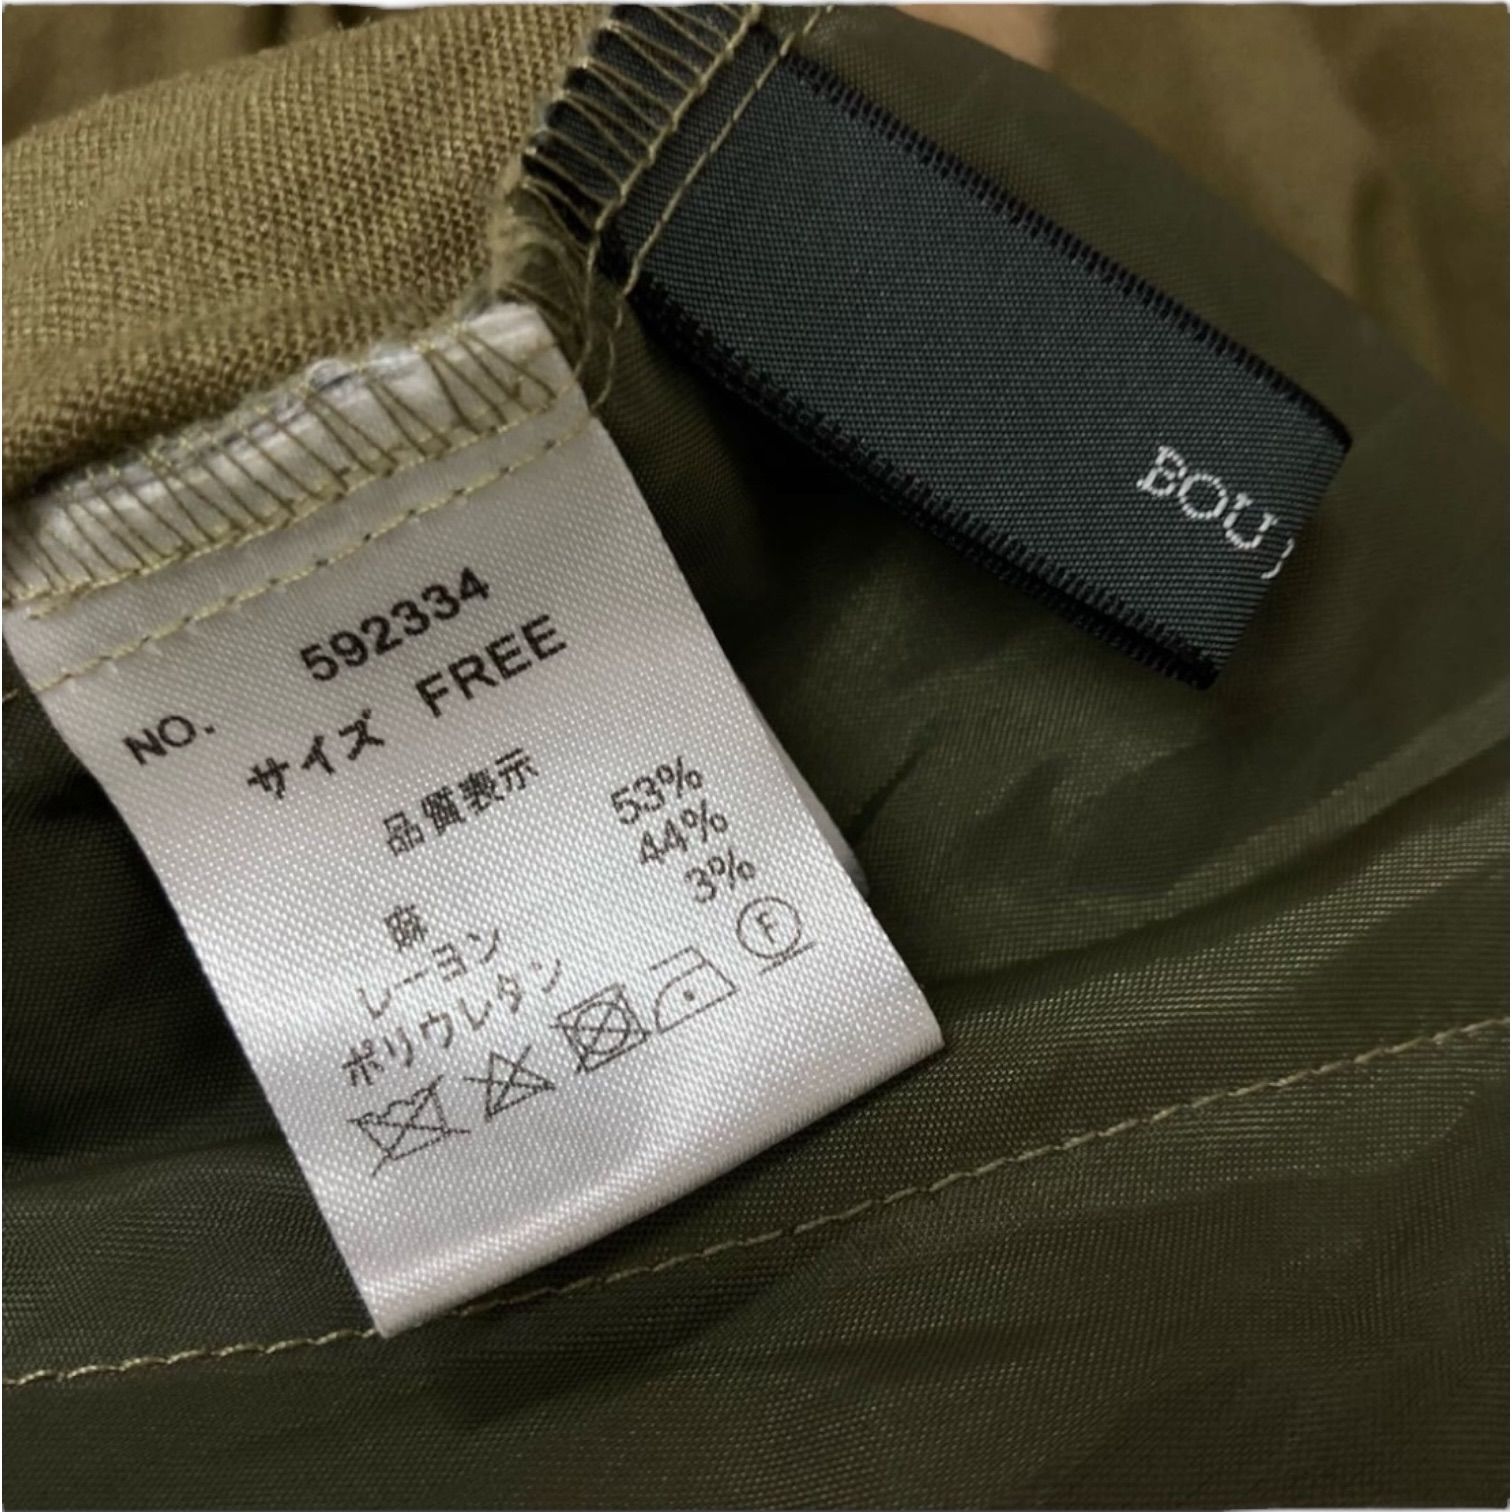 BOU
NO. 592334
サイズ FREE
品質表示
麻 53%
レーヨン 44%
ポリウレタン 3%
F